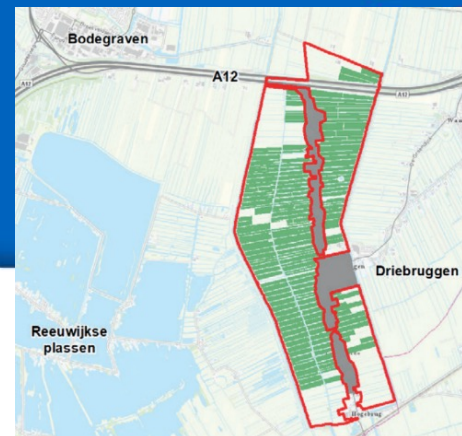 Bodegraven
A12
A12
A12
Driebruggen
Reeuwijkse
plassen